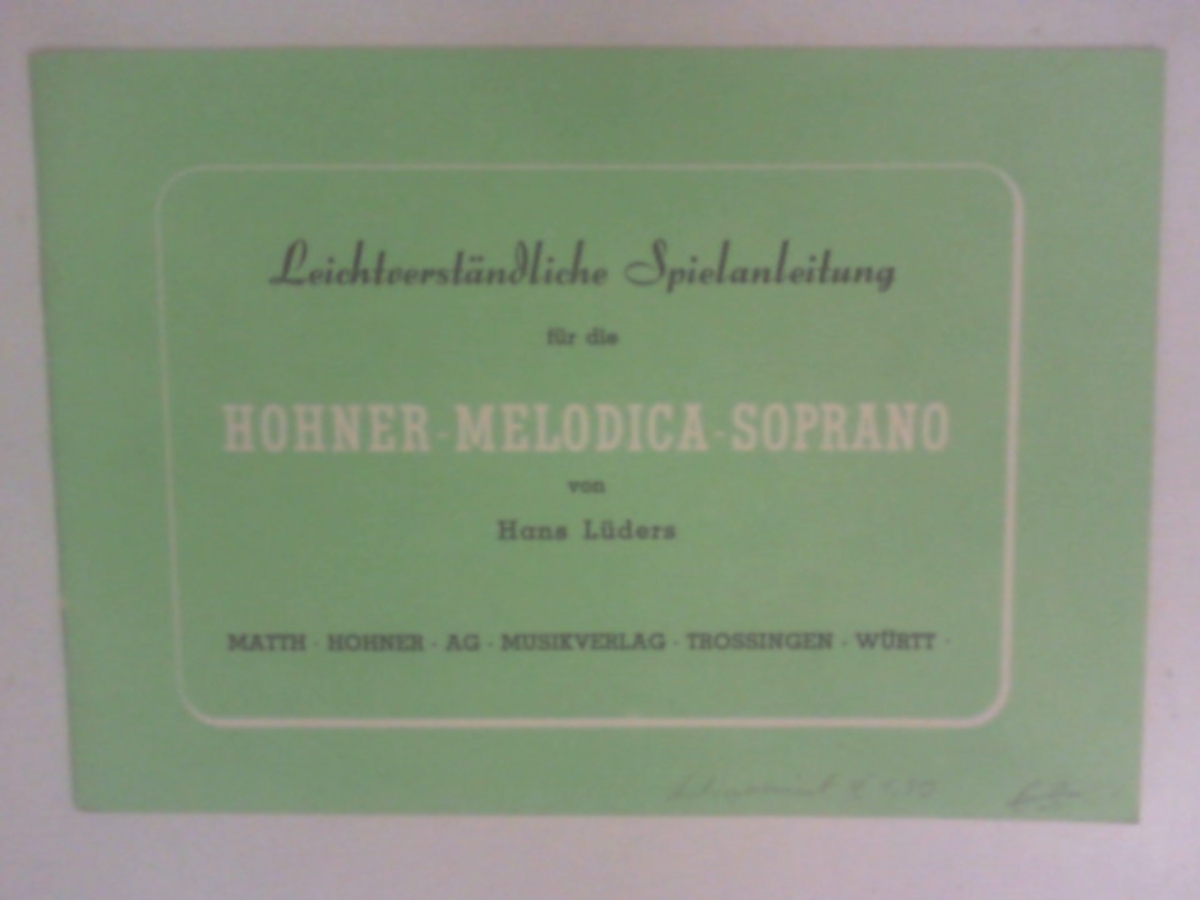 Leichtverständliche Spielanleitung
für die
HOHNER-MELODICA-SOPRANO
von
Hans Lüders
MATTH · HOHNER · AG · MUSIKVERLAG · TROSSINGEN · WÜRTT ·